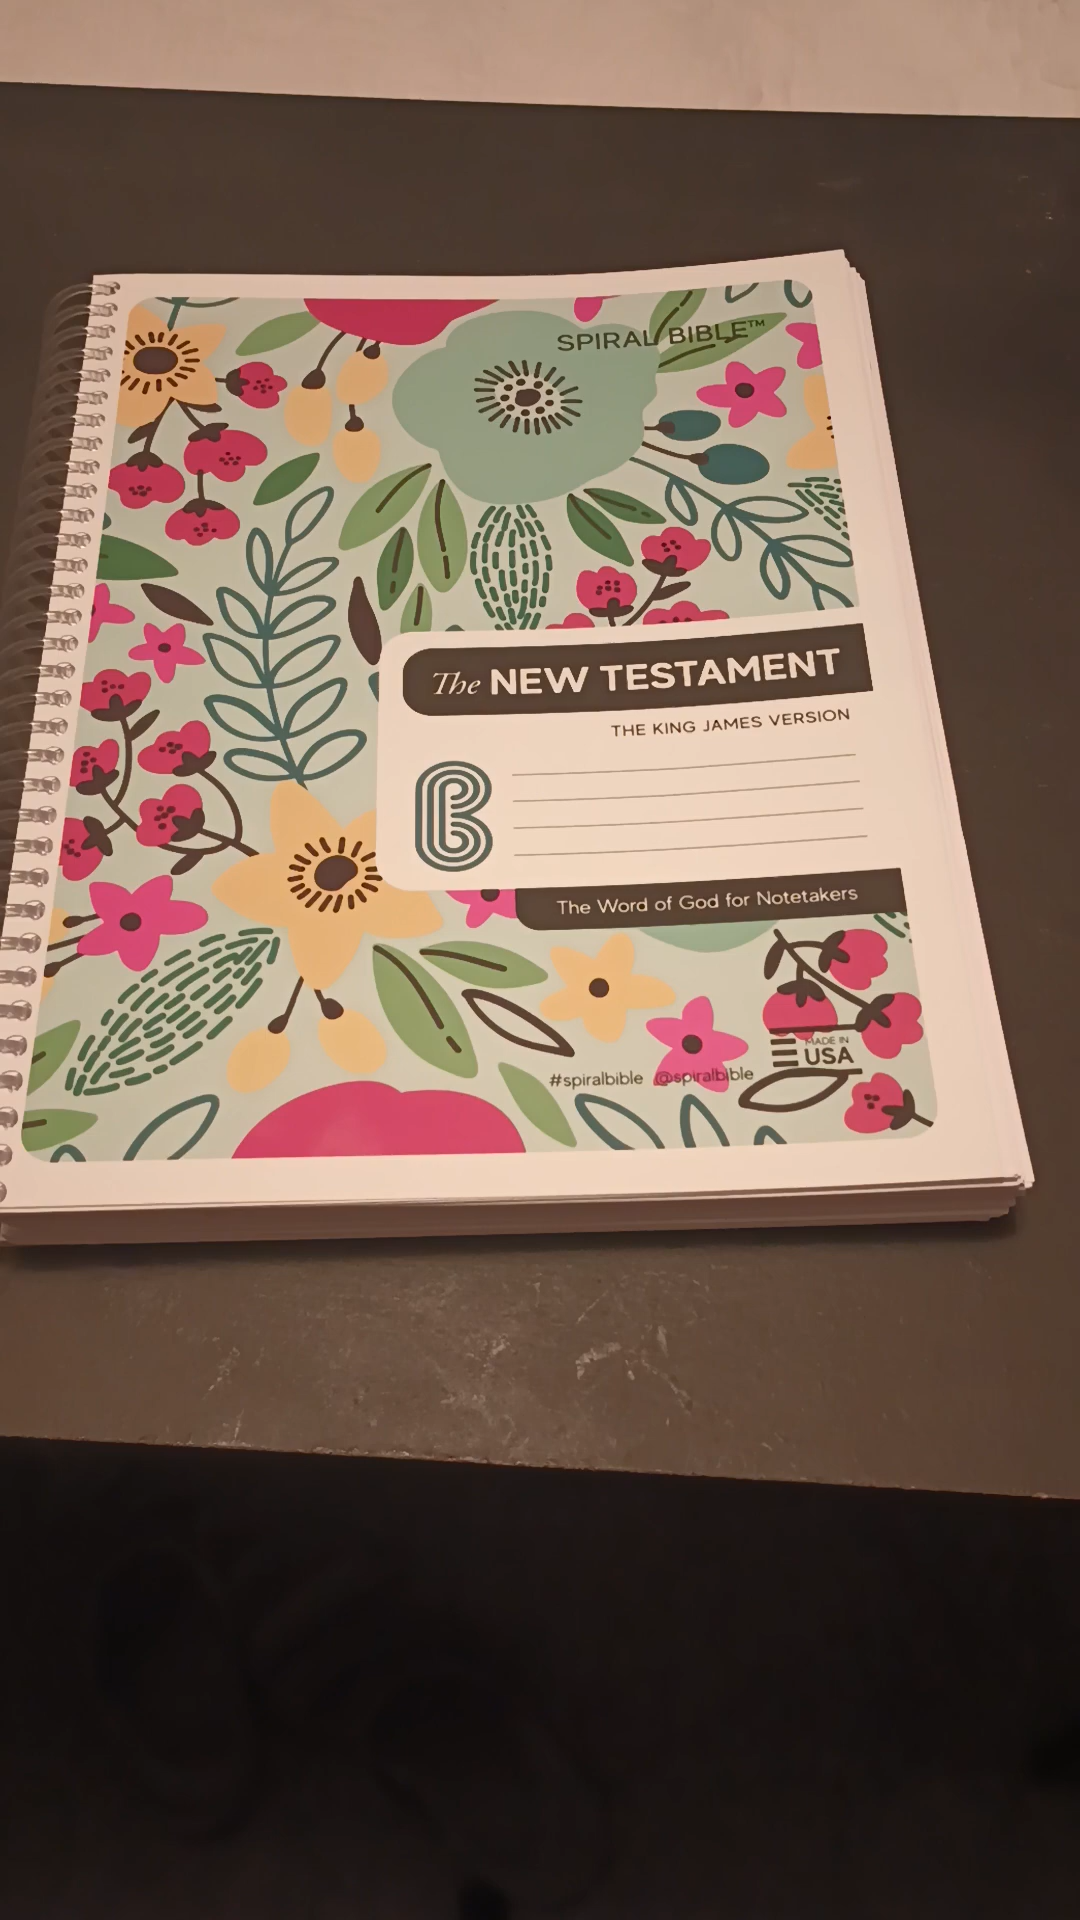 SPIRAL BIBLE™
The NEW TESTAMENT
THE KING JAMES VERSION
B
The Word of God for Notetakers
MADE IN
USA
#spiralbible @spiralbible